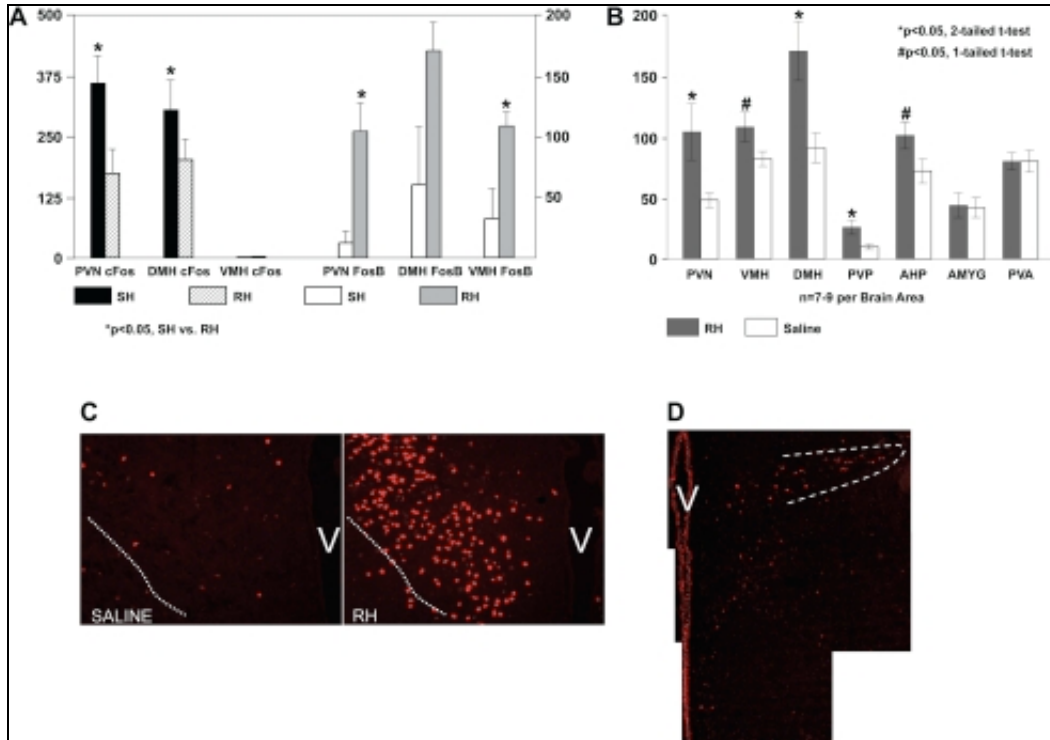 A
500
375
250
125
0
200
150
100
50
*
*
*
*
PVN cFos
DMH cFos
VMH cFos
PVN FosB
DMH FosB
VMH FosB
SH
RH
SH
RH
*p<0.05, SH vs. RH
B
200
150
100
50
0
*p<0.05, 2-tailed t-test
#p<0.05, 1-tailed t-test
*
#
*
*
#
PVN
VMH
DMH
PVP
AHP
AMYG
PVA
n=7-9 per Brain Area
RH
Saline
C
V
SALINE
V
RH
D
V